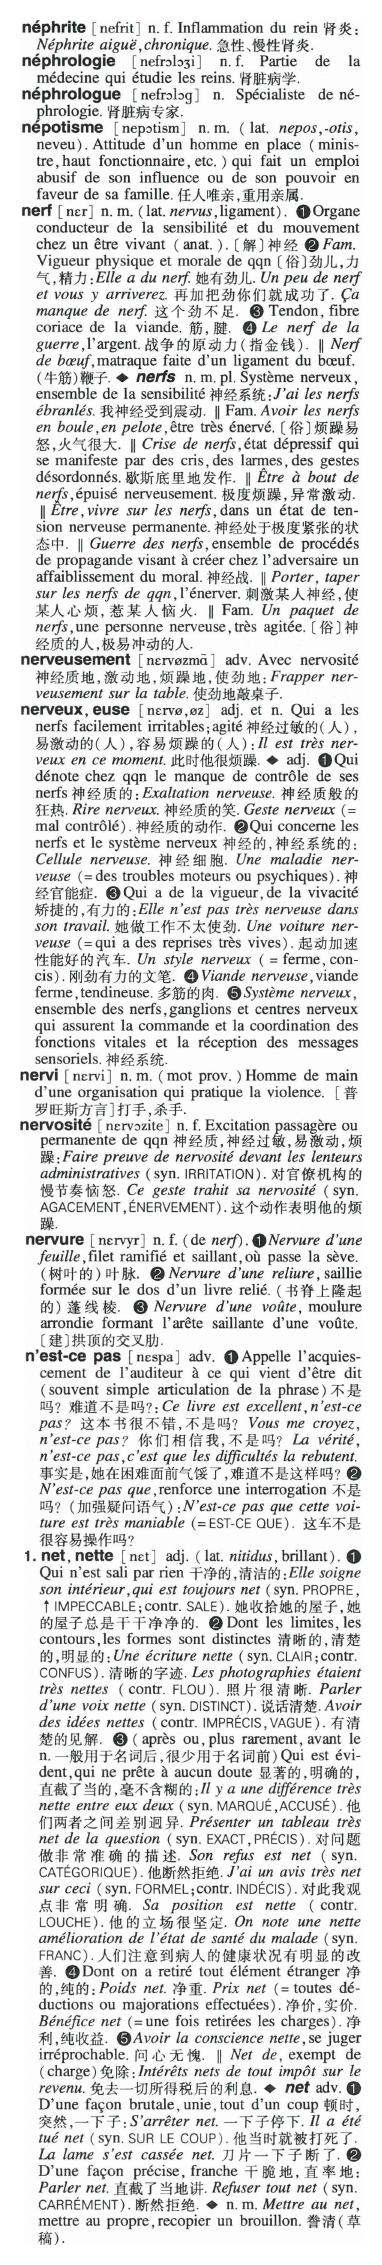 néphrite [nefrit] n. f. Inflammation du rein 肾炎:
Néphrite aiguë, chronique. 急性、慢性肾炎.
néphrologie [nefrɔlɔʒi] n. f. Partie de la
médecine qui étudie les reins. 肾脏病学.
néphrologue [nefrɔlɔg] n. Spécialiste de né-
phrologie. 肾脏病专家.
népotisme [nepɔtism] n. m. (lat. nepos, -otis,
neveu). Attitude d'un homme en place (minis-
tre, haut fonctionnaire, etc.) qui fait un emploi
abusif de son influence ou de son pouvoir en
faveur de sa famille. 任人唯亲,重用亲属.
nerf [nɛr] n. m. (lat. nervus, ligament). ❶Organe
conducteur de la sensibilité et du mouvement
chez un être vivant (anat.). 〔解〕神经 ❷ Fam.
Vigueur physique et morale de qqn 〔俗〕劲儿,力
气,精力: Elle a du nerf. 她有劲儿. Un peu de nerf
et vous y arriverez. 再加把劲你们就成功了. Ça
manque de nerf. 这个劲不足. ❸ Tendon, fibre
coriace de la viande. 筋,腱. ❹ Le nerf de la
guerre, l'argent. 战争的原动力(指金钱). ‖ Nerf
de bœuf, matraque faite d'un ligament du bœuf.
(牛筋)鞭子. ◆ nerfs n. m. pl. Système nerveux,
ensemble de la sensibilité 神经系统: J'ai les nerfs
ébranlés. 我神经受到震动. ‖ Fam. Avoir les nerfs
en boule, en pelote, être très énervé. 〔俗〕烦躁易
怒,火气很大. ‖ Crise de nerfs, état dépressif qui
se manifeste par des cris, des larmes, des gestes
désordonnés. 歇斯底里地发作. ‖ Être à bout de
nerfs, épuisé nerveusement. 极度烦躁,异常激动.
‖ Être, vivre sur les nerfs, dans un état de ten-
sion nerveuse permanente. 神经处于极度紧张的状
态中. ‖ Guerre des nerfs, ensemble de procédés
de propagande visant à créer chez l'adversaire un
affaiblissement du moral. 神经战. ‖ Porter, taper
sur les nerfs de qqn, l'énerver. 刺激某人神经,使
某人心烦,惹某人恼火. ‖ Fam. Un paquet de
nerfs, une personne nerveuse, très agitée. 〔俗〕神
经质的人,极易冲动的人.
nerveusement [nɛrvøzmɑ̃] adv. Avec nervosité
神经质地,激动地,烦躁地,使劲地: Frapper ner-
veusement sur la table. 使劲地敲桌子.
nerveux, euse [nɛrvø, øz] adj. et n. Qui a les
nerfs facilement irritables; agité 神经过敏的(人),
易激动的(人),容易烦躁的(人): Il est très ner-
veux en ce moment. 此时他很烦躁. ◆ adj. ❶Qui
dénote chez qqn le manque de contrôle de ses
nerfs 神经质的: Exaltation nerveuse. 神经质般的
狂热. Rire nerveux. 神经质的笑. Geste nerveux (=
mal contrôlé). 神经质的动作. ❷Qui concerne les
nerfs et le système nerveux 神经的,神经系统的:
Cellule nerveuse. 神经细胞. Une maladie ner-
veuse (= des troubles moteurs ou psychiques). 神
经官能症. ❸Qui a de la vigueur, de la vivacité
矫捷的,有力的: Elle n'est pas très nerveuse dans
son travail. 她做工作不太使劲. Une voiture ner-
veuse (= qui a des reprises très vives). 起动加速
性能好的汽车. Un style nerveux (= ferme, con-
cis). 刚劲有力的文笔. ❹Viande nerveuse, viande
ferme, tendineuse. 多筋的肉. ❺Système nerveux,
ensemble des nerfs, ganglions et centres nerveux
qui assurent la commande et la coordination des
fonctions vitales et la réception des messages
sensoriels. 神经系统.
nervi [nɛrvi] n. m. (mot prov.) Homme de main
d'une organisation qui pratique la violence. [普
罗旺斯方言]打手,杀手.
nervosité [nɛrvozite] n. f. Excitation passagère ou
permanente de qqn 神经质,神经过敏,易激动,烦
躁: Faire preuve de nervosité devant les lenteurs
administratives (syn. IRRITATION). 对官僚机构的
慢节奏恼怒. Ce geste trahit sa nervosité (syn.
AGACEMENT, ÉNERVEMENT). 这个动作表明他的烦
躁.
nervure [nɛrvyr] n. f. (de nerf). ❶Nervure d'une
feuille, filet ramifié et saillant, où passe la sève.
(树叶的)叶脉. ❷ Nervure d'une reliure, saillie
formée sur le dos d'un livre relié. (书脊上隆起
的)蓬线棱. ❸ Nervure d'une voûte, moulure
arrondie formant l'arête saillante d'une voûte.
〔建〕拱顶的交叉肋.
n'est-ce pas [nɛspa] adv. ❶Appelle l'acquies-
cement de l'auditeur à ce qui vient d'être dit
(souvent simple articulation de la phrase) 不是
吗? 难道不是吗?: Ce livre est excellent, n'est-ce
pas? 这本书很不错,不是吗? Vous me croyez,
n'est-ce pas? 你们相信我,不是吗? La vérité,
n'est-ce pas, c'est que les difficultés la rebutent.
事实是,她在困难面前气馁了,难道不是这样吗? ❷
N'est-ce pas que, renforce une interrogation 不是
吗? (加强疑问语气): N'est-ce pas que cette voi-
ture est très maniable (= EST-CE QUE). 这车不是
很容易操作吗?
1. net, nette [nɛt] adj. (lat. nitidus, brillant). ❶
Qui n'est sali par rien 干净的,清洁的: Elle soigne
son intérieur, qui est toujours net (syn. PROPRE,
↑ IMPECCABLE; contr. SALE). 她收拾她的屋子,她
的屋子总是干干净净的. ❷ Dont les limites, les
contours, les formes sont distinctes 清晰的,清楚
的,明显的: Une écriture nette (syn. CLAIR; contr.
CONFUS). 清晰的字迹. Les photographies étaient
très nettes (contr. FLOU). 照片很清晰. Parler
d'une voix nette (syn. DISTINCT). 说话清楚. Avoir
des idées nettes (contr. IMPRÉCIS, VAGUE). 有清
楚的见解. ❸ (après ou, plus rarement, avant le
n. 一般用于名词后,很少用于名词前) Qui est évi-
dent, qui ne prête à aucun doute 显著的,明确的,
直截了当的,毫不含糊的: Il y a une différence très
nette entre eux deux (syn. MARQUÉ, ACCUSÉ). 他
们两者之间差别迥异. Présenter un tableau très
net de la question (syn. EXACT, PRÉCIS). 对问题
做非常准确的描述. Son refus est net (syn.
CATÉGORIQUE). 他断然拒绝. J'ai un avis très net
sur ceci (syn. FORMEL; contr. INDÉCIS). 对此我观
点非常明确. Sa position est nette (contr.
LOUCHE). 他的立场很坚定. On note une nette
amélioration de l'état de santé du malade (syn.
FRANC). 人们注意到病人的健康状况有明显的改
善. ❹Dont on a retiré tout élément étranger 净
的,纯的: Poids net. 净重. Prix net (= toutes dé-
ductions ou majorations effectuées). 净价,实价.
Bénéfice net (= une fois retirées les charges). 净
利,纯收益. ❺Avoir la conscience nette, se juger
irréprochable. 问心无愧. ‖ Net de, exempt de
(charge) 免除: Intérêts nets de tout impôt sur le
revenu. 免去一切所得税后的利息. ◆ net adv. ❶
D'une façon brutale, unie, tout d'un coup 顿时,
突然,一下子: S'arrêter net. 一下子停下. Il a été
tué net (syn. SUR LE COUP). 他当时就被打死了.
La lame s'est cassée net. 刀片一下子断了. ❷
D'une façon précise, franche 干脆地,直率地:
Parler net. 直截了当地讲. Refuser tout net (syn.
CARRÉMENT). 断然拒绝. ◆ n. m. Mettre au net,
mettre au propre, recopier un brouillon. 誊清(草
稿).